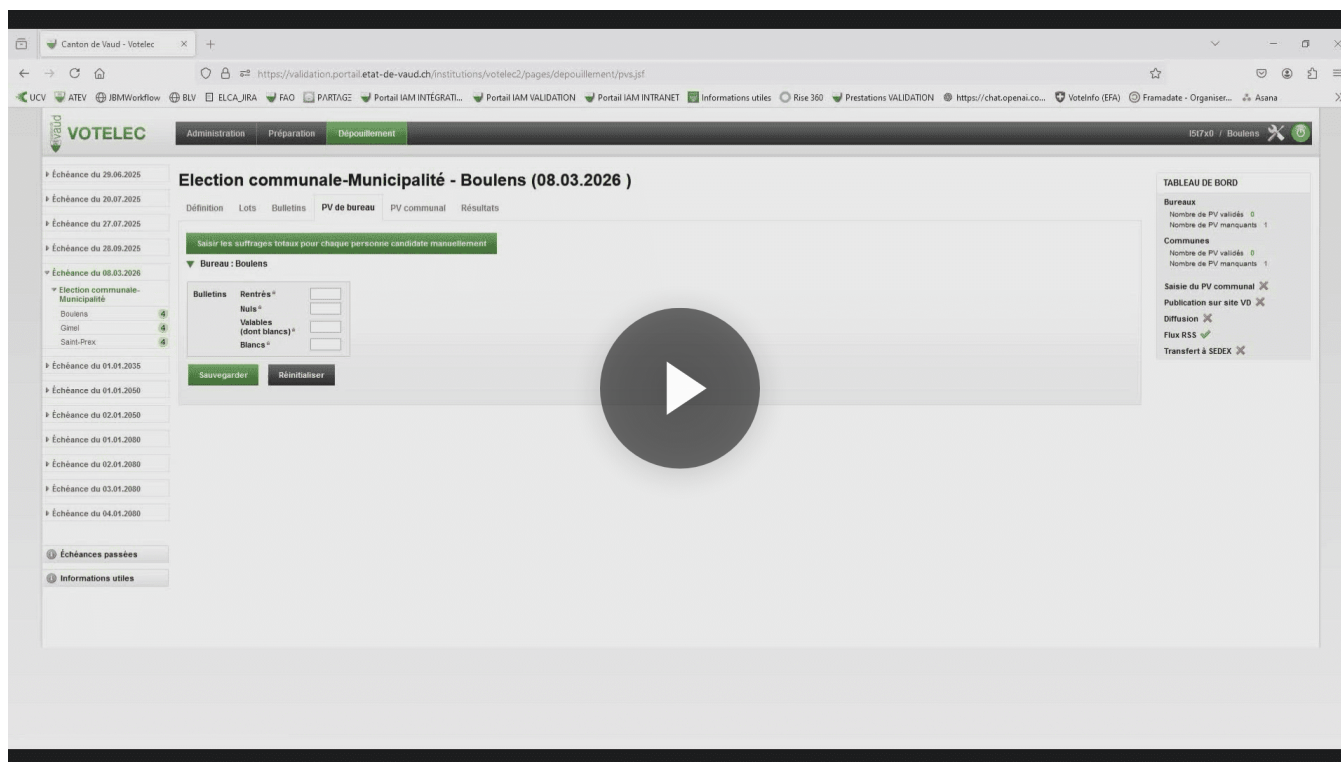 Canton de Vaud - Votelec
https://validation.portail.etat-de-vaud.ch/institutions/votelec2/pages/depouillement/pvs.jsf
UCV ATEV JBMWorkflow BLV ELCA_JIRA FAO PARTAGE Portail IAM INTÉGRATI... Portail IAM VALIDATION Portail IAM INTRANET Informations utiles Rise 360 Prestations VALIDATION https://chat.openai.co... VoteInfo (EFA) Framadate - Organiser... Asana
VOTELEC
Administration Préparation Dépouillement
I5t7x0 / Boulens
Échéance du 29.06.2025
Échéance du 20.07.2025
Échéance du 27.07.2025
Échéance du 28.09.2025
Échéance du 08.03.2026
Election communale-
Municipalité
Boulens 4
Gimel 4
Saint-Prex 4
Échéance du 01.01.2035
Échéance du 01.01.2050
Échéance du 02.01.2050
Échéance du 01.01.2080
Échéance du 02.01.2080
Échéance du 03.01.2080
Échéance du 04.01.2080
Échéances passées
Informations utiles
Election communale-Municipalité - Boulens (08.03.2026 )
Définition Lots Bulletins PV de bureau PV communal Résultats
Saisir les suffrages totaux pour chaque personne candidate manuellement
Bureau : Boulens
Bulletins Rentrés *
Nuls *
Valables
(dont blancs) *
Blancs *
Sauvegarder Réinitialiser
TABLEAU DE BORD
Bureaux
Nombre de PV validés 0
Nombre de PV manquants 1
Communes
Nombre de PV validés 0
Nombre de PV manquants 1
Saisie du PV communal
Publication sur site VD
Diffusion
Flux RSS
Transfert à SEDEX